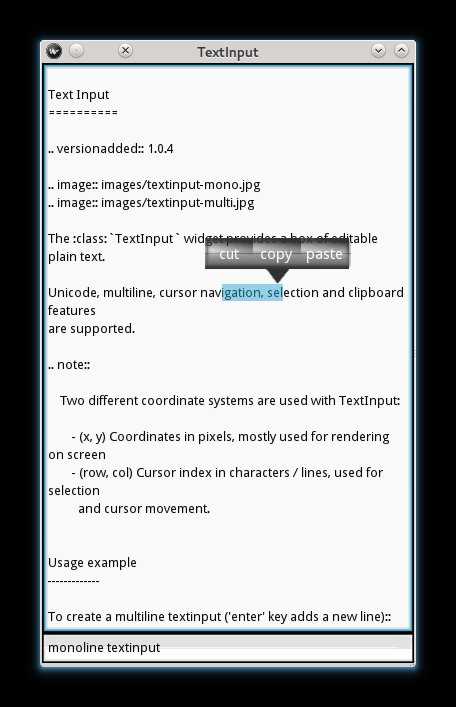 TextInput
Text Input
==========
.. versionadded:: 1.0.4
.. image:: images/textinput-mono.jpg
.. image:: images/textinput-multi.jpg
The :class: `TextInput` widget provides a box of editable
plain text.
cut copy paste
Unicode, multiline, cursor navigation, selection and clipboard
features
are supported.
.. note::
Two different coordinate systems are used with TextInput:
- (x, y) Coordinates in pixels, mostly used for rendering
on screen
- (row, col) Cursor index in characters / lines, used for
selection
and cursor movement.
Usage example
-------------
To create a multiline textinput ('enter' key adds a new line)::
monoline textinput